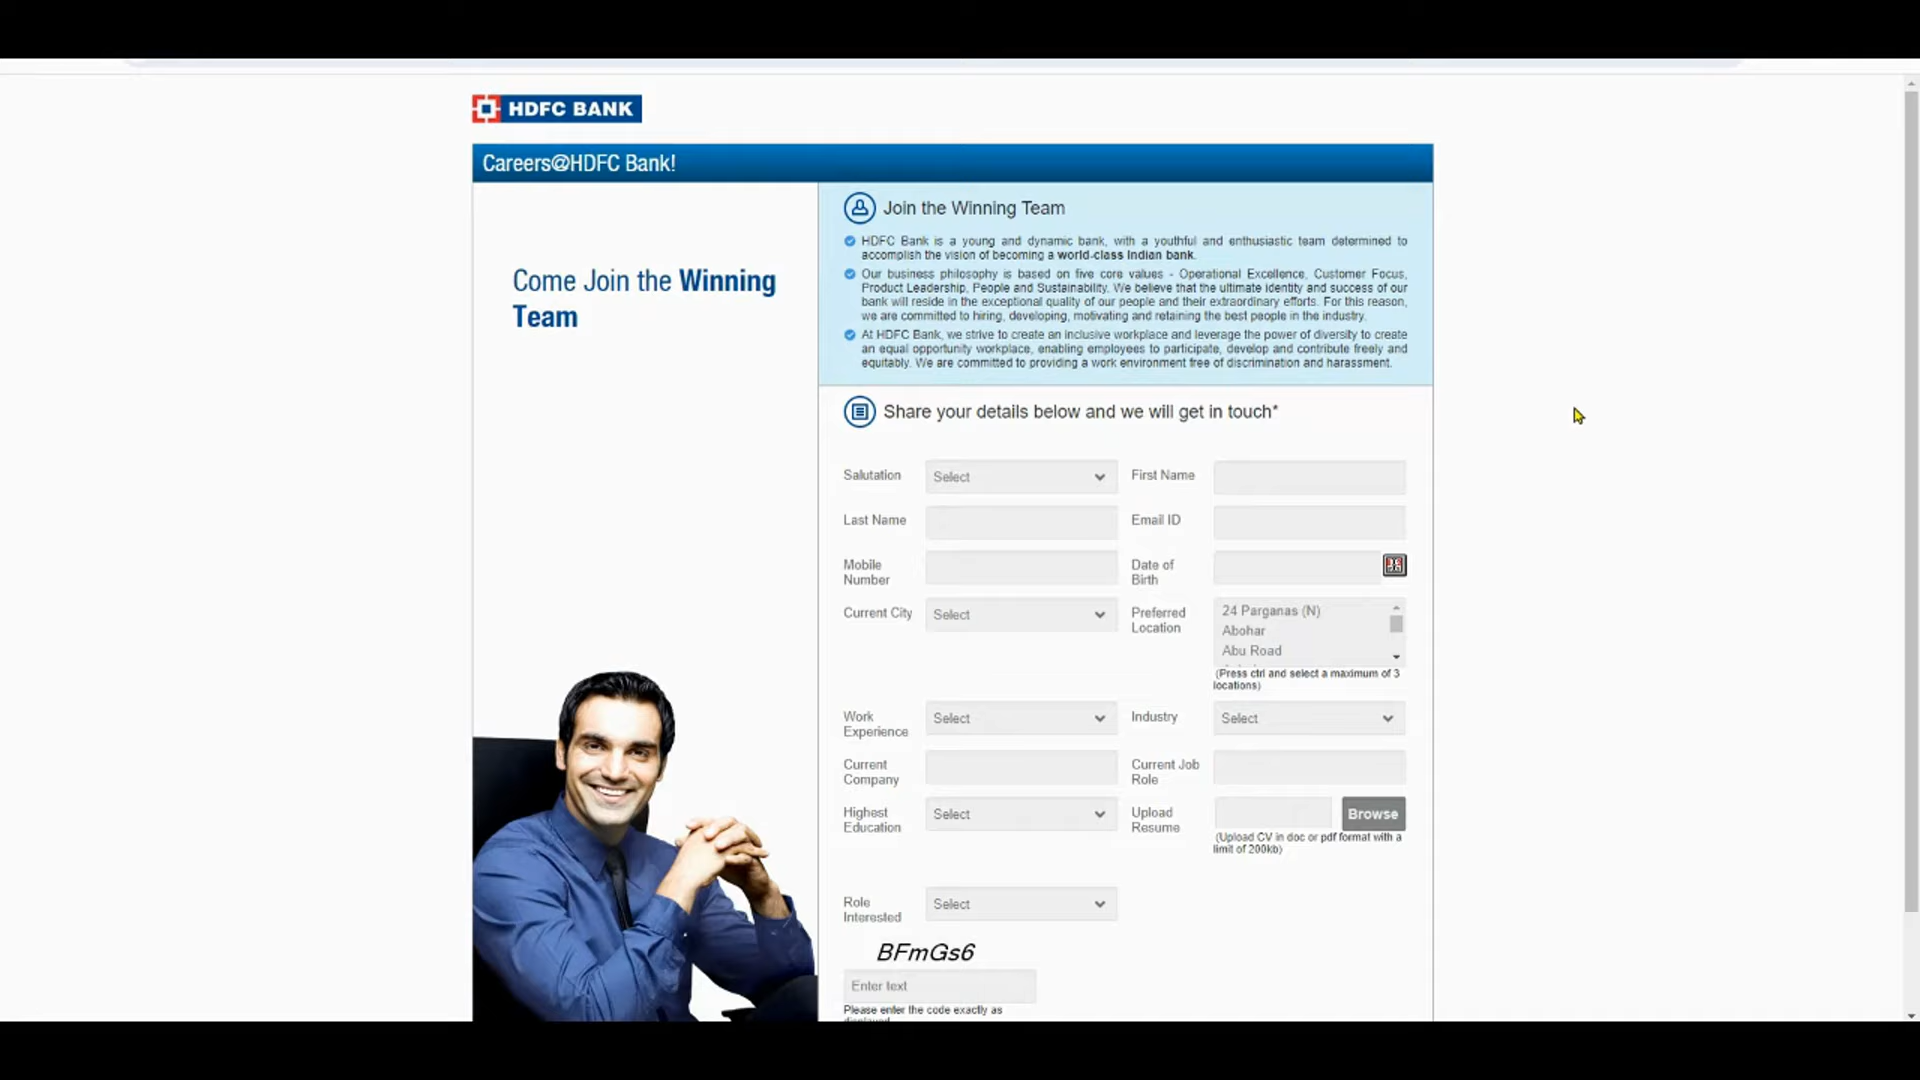 HDFC BANK
Careers@HDFC Bank!
Come Join the Winning
Team
Join the Winning Team
HDFC Bank is a young and dynamic bank, with a youthful and enthusiastic team determined to
accomplish the vision of becoming a world-class Indian bank.
Our business philosophy is based on five core values - Operational Excellence, Customer Focus,
Product Leadership, People and Sustainability. We believe that the ultimate identity and success of our
bank will reside in the exceptional quality of our people and their extraordinary efforts. For this reason,
we are committed to hiring, developing, motivating and retaining the best people in the industry.
At HDFC Bank, we strive to create an inclusive workplace and leverage the power of diversity to create
an equal opportunity workplace, enabling employees to participate, develop and contribute freely and
equitably. We are committed to providing a work environment free of discrimination and harassment.
Share your details below and we will get in touch*
Salutation
Select
First Name
Last Name
Email ID
Mobile
Number
Date of
Birth
Current City
Select
Preferred
Location
24 Parganas (N)
Abohar
Abu Road
(Press ctrl and select a maximum of 3
locations)
Work
Experience
Select
Industry
Select
Current
Company
Current Job
Role
Highest
Education
Select
Upload
Resume
Browse
(Upload CV in doc or pdf format with a
limit of 200kb)
Role
Interested
Select
BFmGs6
Enter text
Please enter the code exactly as